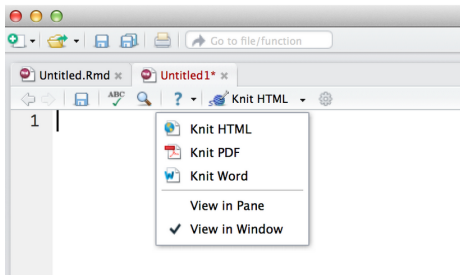 Go to file/function
Untitled.Rmd Untitled1*
ABC ? Knit HTML
1
Knit HTML
Knit PDF
Knit Word
View in Pane
View in Window